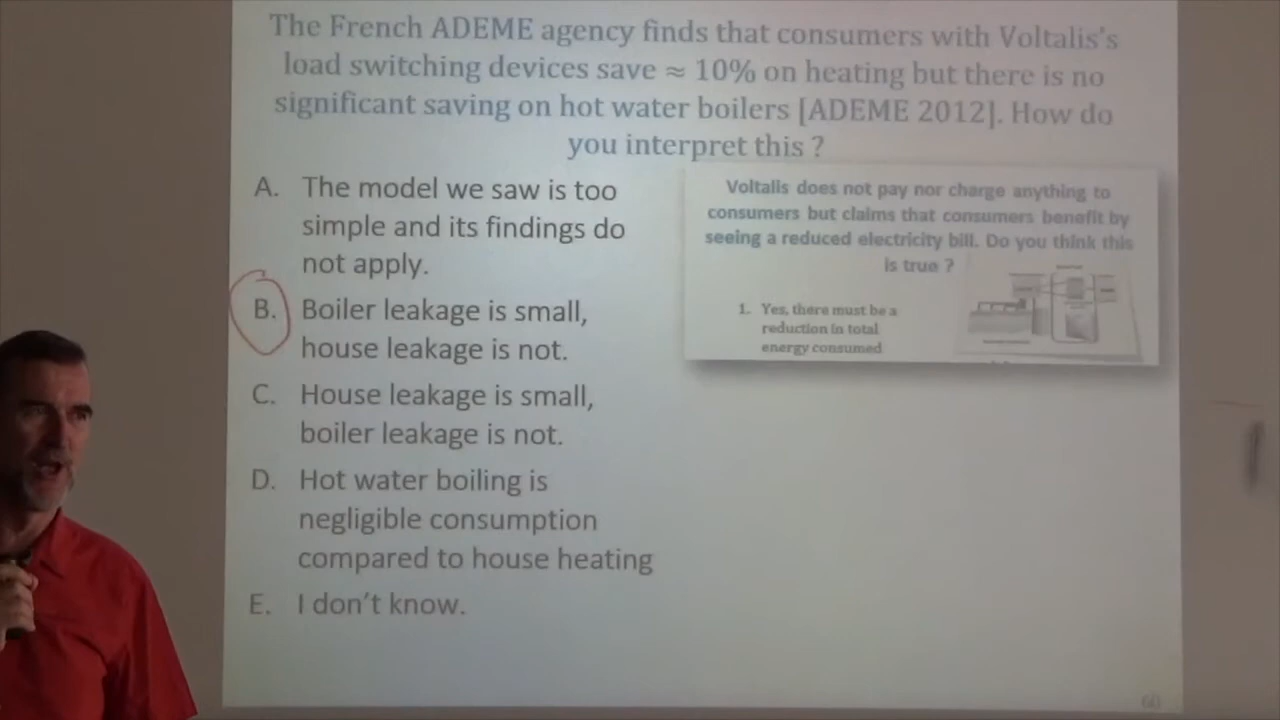 The French ADEME agency finds that consumers with Voltalis's
load switching devices save ≈ 10% on heating but there is no
significant saving on hot water boilers [ADEME 2012]. How do
you interpret this ?
A. The model we saw is too
simple and its findings do
not apply.
B. Boiler leakage is small,
house leakage is not.
C. House leakage is small,
boiler leakage is not.
D. Hot water boiling is
negligible consumption
compared to house heating
E. I don't know.
Voltalis does not pay nor charge anything to
consumers but claims that consumers benefit by
seeing a reduced electricity bill. Do you think this
is true ?
1. Yes, there must be a
reduction in total
energy consumed
60